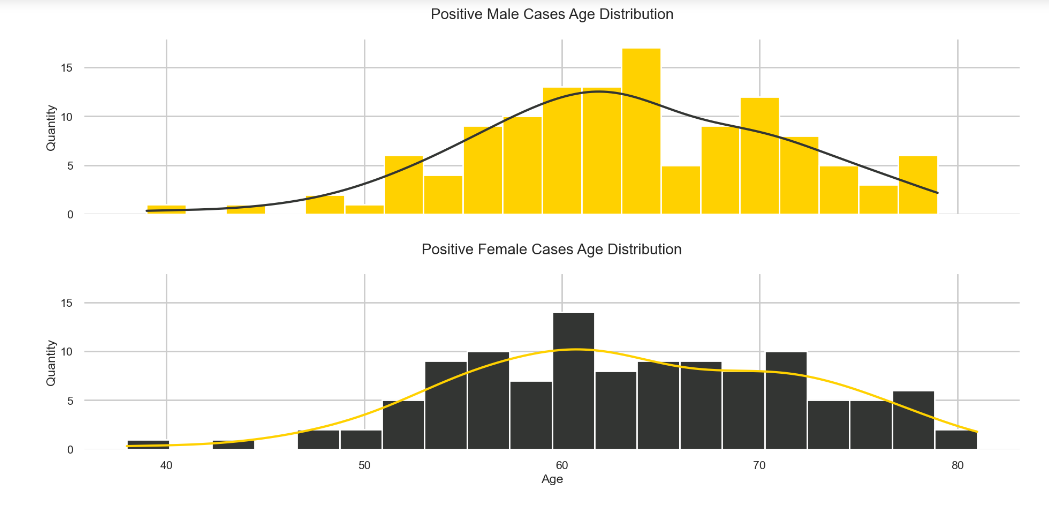 Positive Male Cases Age Distribution
Quantity
15
10
5
0
Positive Female Cases Age Distribution
Quantity
15
10
5
0
40 50 60 70 80
Age